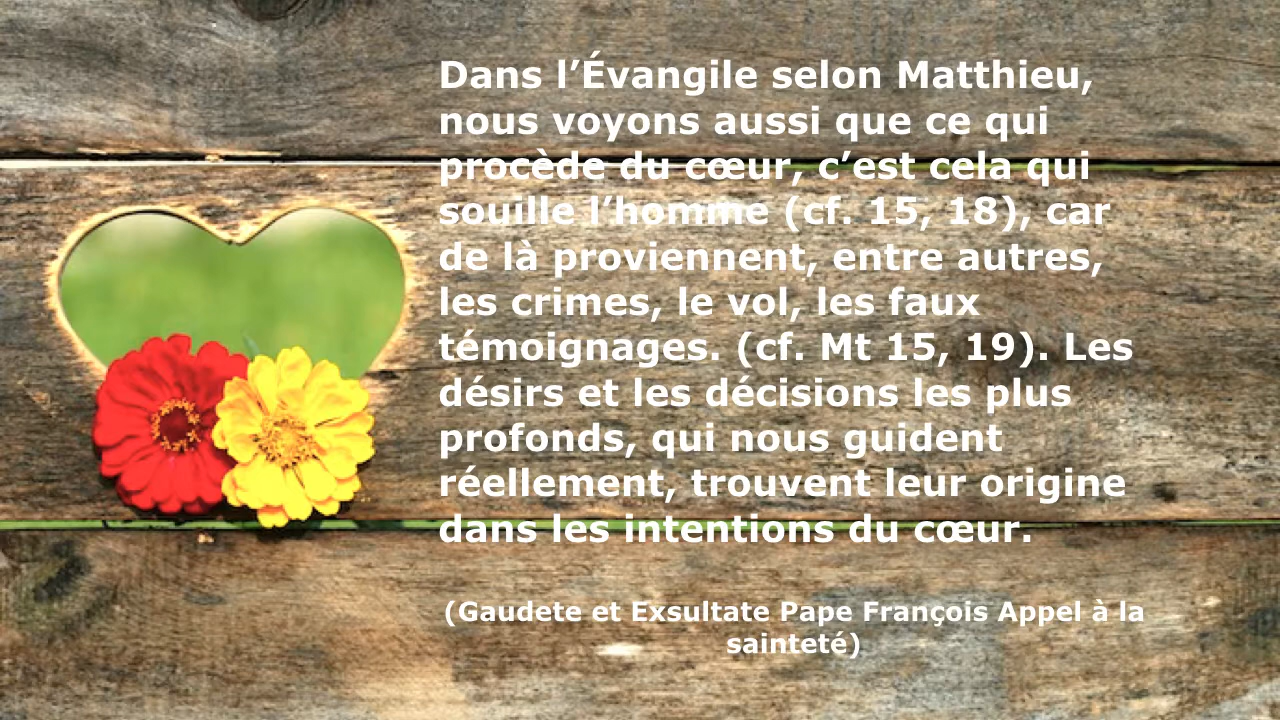 Dans l’Évangile selon Matthieu,
nous voyons aussi que ce qui
procède du cœur, c’est cela qui
souille l’homme (cf. 15, 18), car
de là proviennent, entre autres,
les crimes, le vol, les faux
témoignages. (cf. Mt 15, 19). Les
désirs et les décisions les plus
profonds, qui nous guident
réellement, trouvent leur origine
dans les intentions du cœur.
(Gaudete et Exsultate Pape François Appel à la
sainteté)